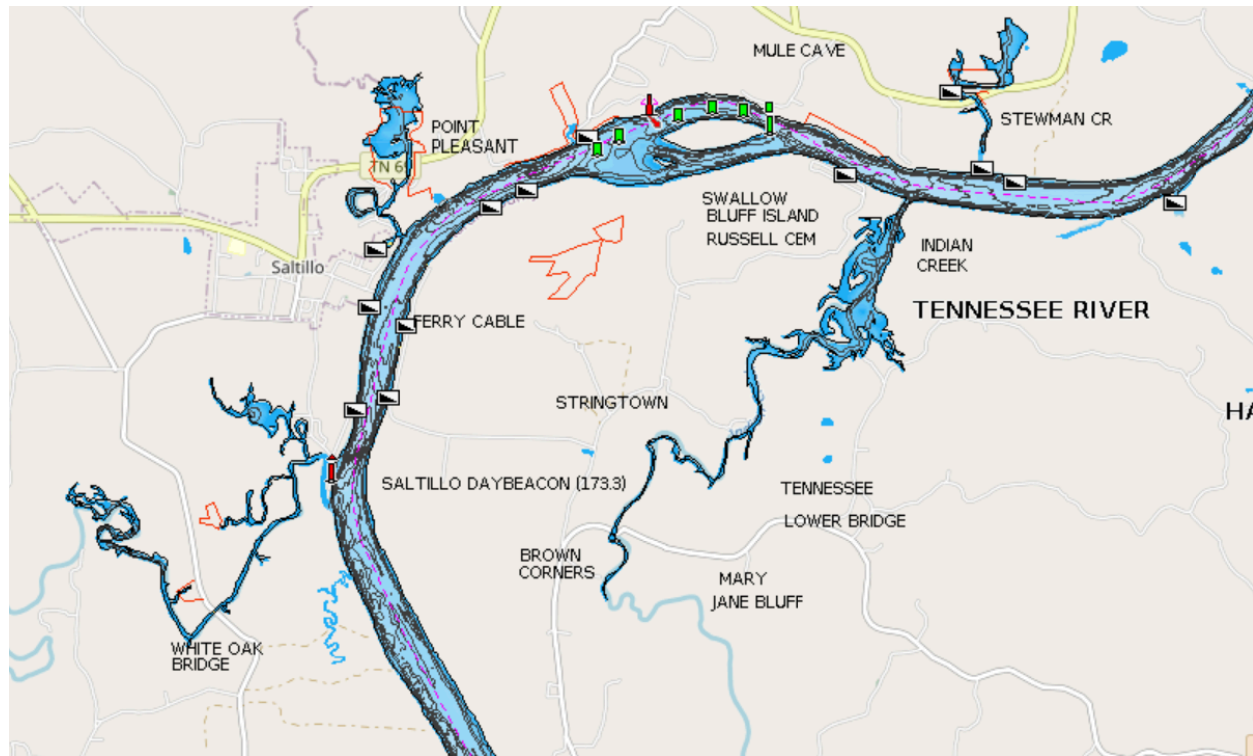 MULE CAVE
STEWMAN CR
POINT
PLEASANT
TN 69
SWALLOW
BLUFF ISLAND
RUSSELL CEM
INDIAN
CREEK
Saltillo
FERRY CABLE
TENNESSEE RIVER
STRINGTOWN
HA
SALTILLO DAYBEACON (173.3)
TENNESSEE
LOWER BRIDGE
BROWN
CORNERS
MARY
JANE BLUFF
WHITE OAK
BRIDGE